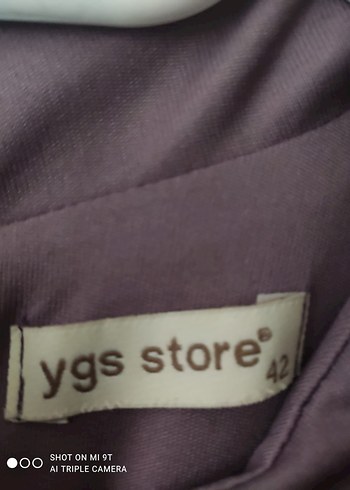 ygs store®
42
SHOT ON MI 9T
AI TRIPLE CAMERA